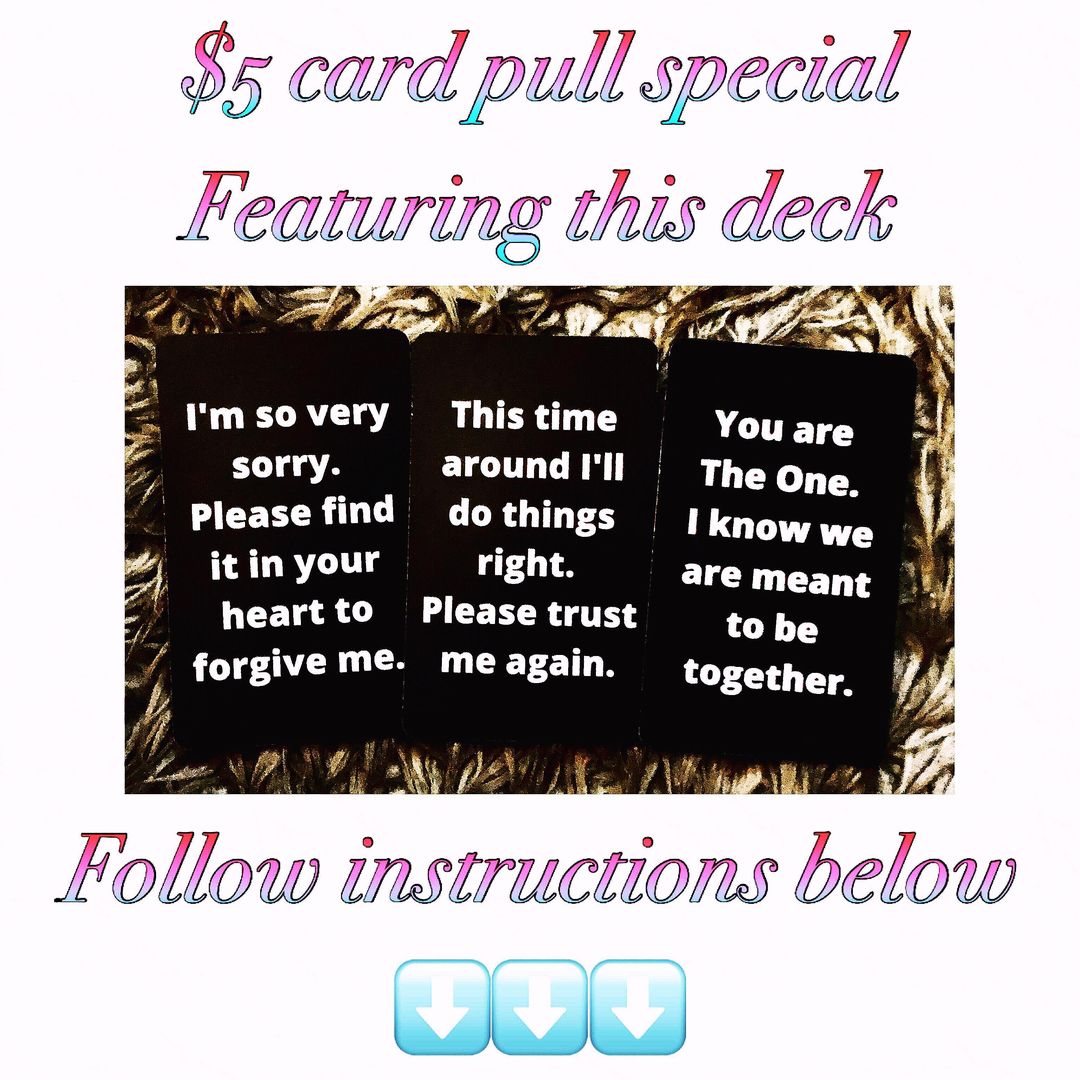 $5 card pull special
Featuring this deck
I'm so very
sorry.
Please find
it in your
heart to
forgive me.
This time
around I'll
do things
right.
Please trust
me again.
You are
The One.
I know we
are meant
to be
together.
Follow instructions below